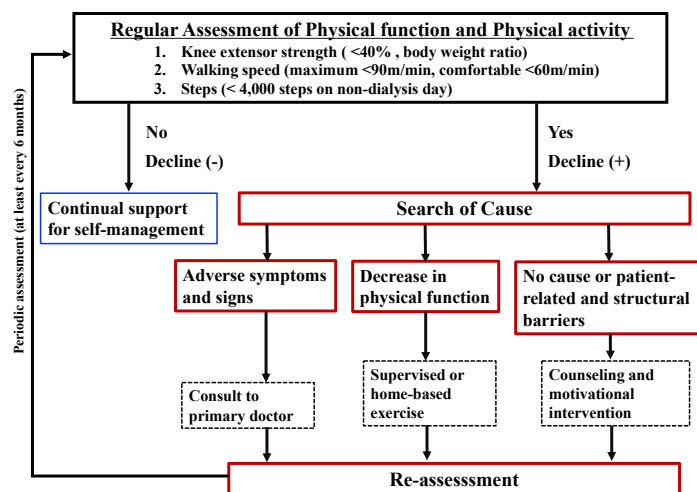 Regular Assessment of Physical function and Physical activity
1. Knee extensor strength ( <40% , body weight ratio)
2. Walking speed (maximum <90m/min, comfortable <60m/min)
3. Steps (< 4,000 steps on non-dialysis day)
No
Decline (-)
Yes
Decline (+)
Continual support
for self-management
Search of Cause
Adverse symptoms
and signs
Decrease in
physical function
No cause or patient-
related and structural
barriers
Consult to
primary doctor
Supervised or
home-based
exercise
Counseling and
motivational
intervention
Re-assesssment
Periodic assessment (at least every 6 months)